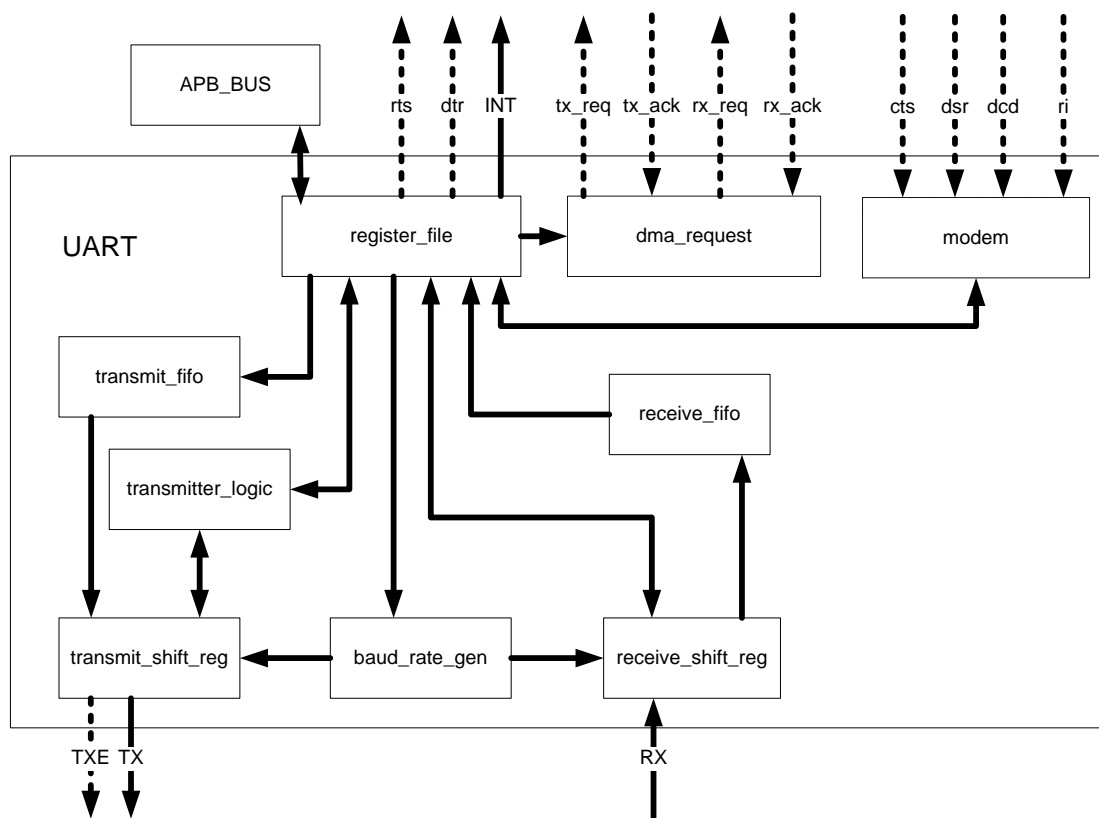 APB_BUS
rts
dtr
INT
tx_req
tx_ack
rx_req
rx_ack
cts
dsr
dcd
ri
UART
register_file
dma_request
modem
transmit_fifo
receive_fifo
transmitter_logic
transmit_shift_reg
baud_rate_gen
receive_shift_reg
TXE
TX
RX